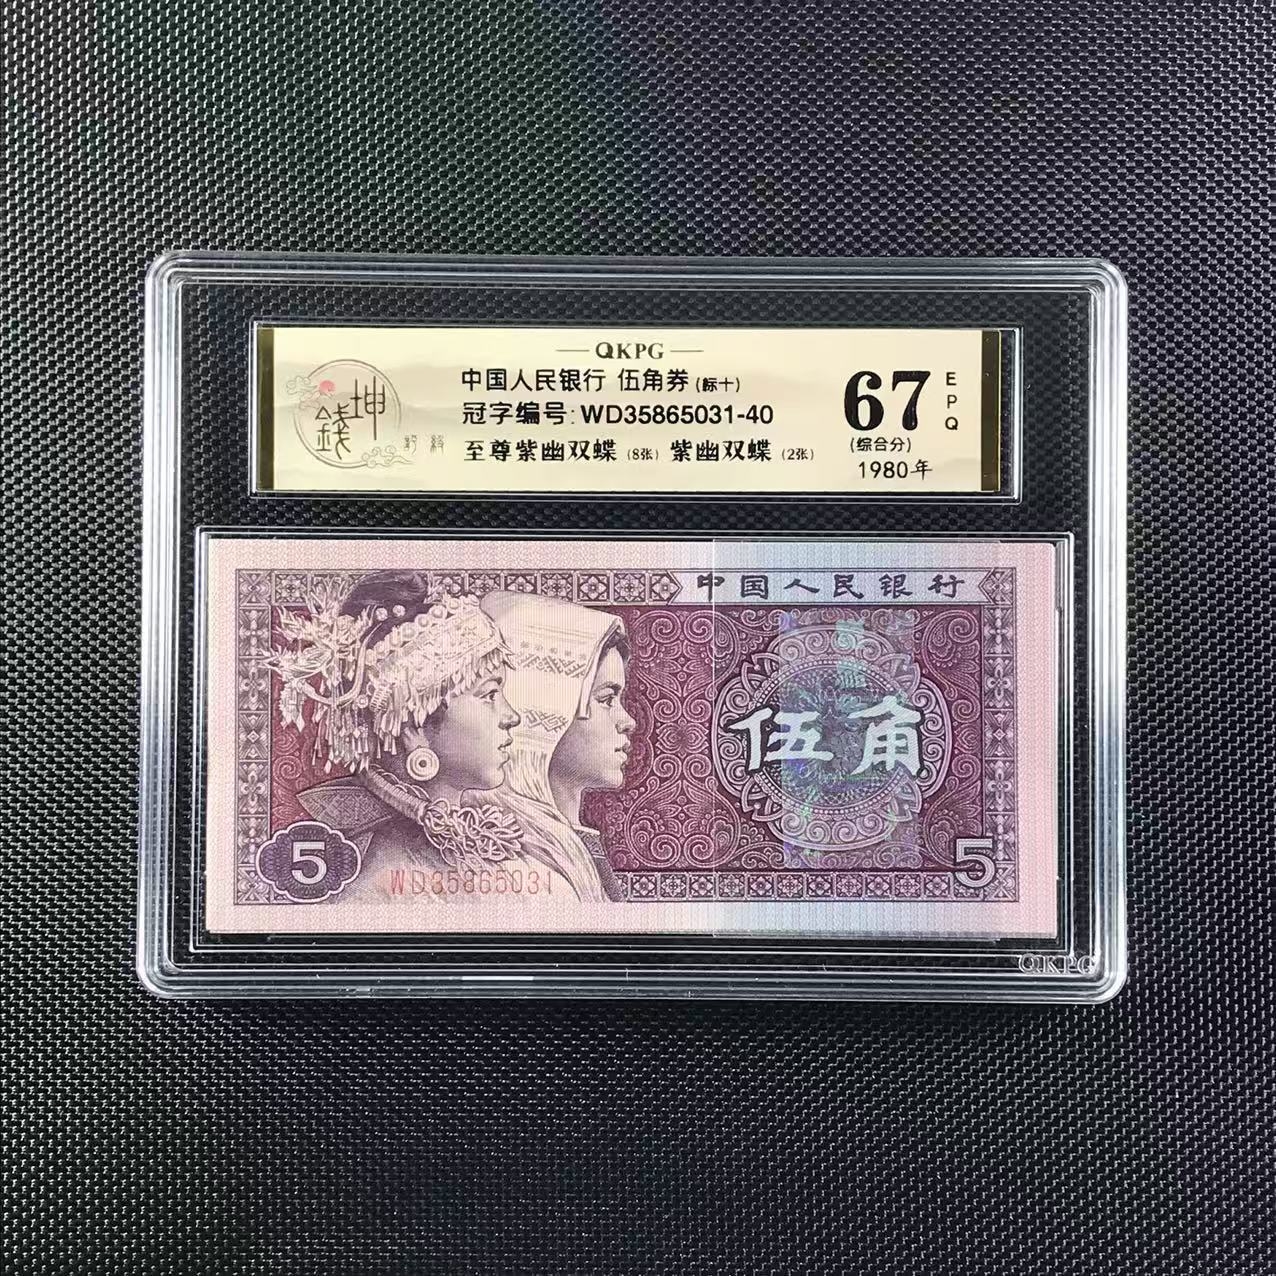 QKPG
中国人民银行 伍角券 (标十)
冠字编号: WD35865031-40
至尊紫幽双蝶 (8张) 紫幽双蝶 (2张)
乾坤
錢
67
EPQ
(综合分)
1980年
中国人民银行
伍角
5
WD35865031
5
QKPG